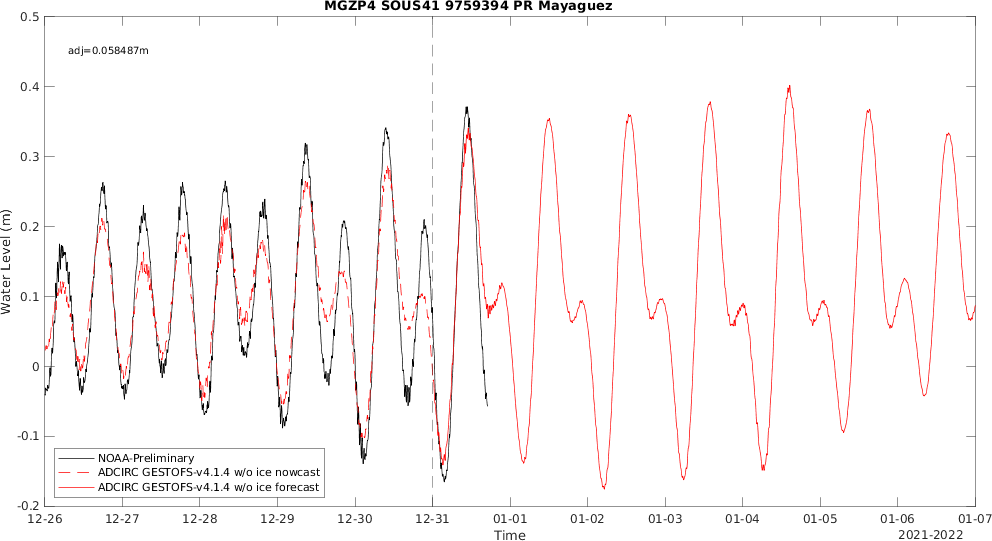 MGZP4 SOUS41 9759394 PR Mayaguez
adj=0.058487m
Water Level (m)
0.5
0.4
0.3
0.2
0.1
0
-0.1
-0.2
NOAA-Preliminary
ADCIRC GESTOFS-v4.1.4 w/o ice nowcast
ADCIRC GESTOFS-v4.1.4 w/o ice forecast
12-26 12-27 12-28 12-29 12-30 12-31 01-01 01-02 01-03 01-04 01-05 01-06 01-07
Time
2021-2022